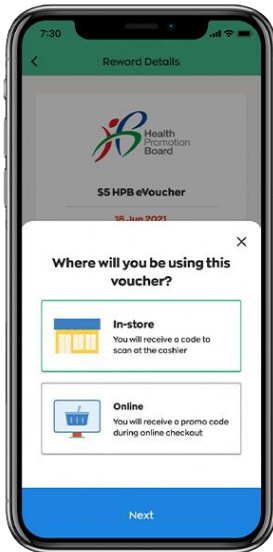 7:30
Reward Details
Health
Promotion
Board
$5 HPB eVoucher
18 Jun 2021
Where will you be using this
voucher?
In-store
You will receive a code to
scan at the cashier
Online
You will receive a promo code
during online checkout
Next